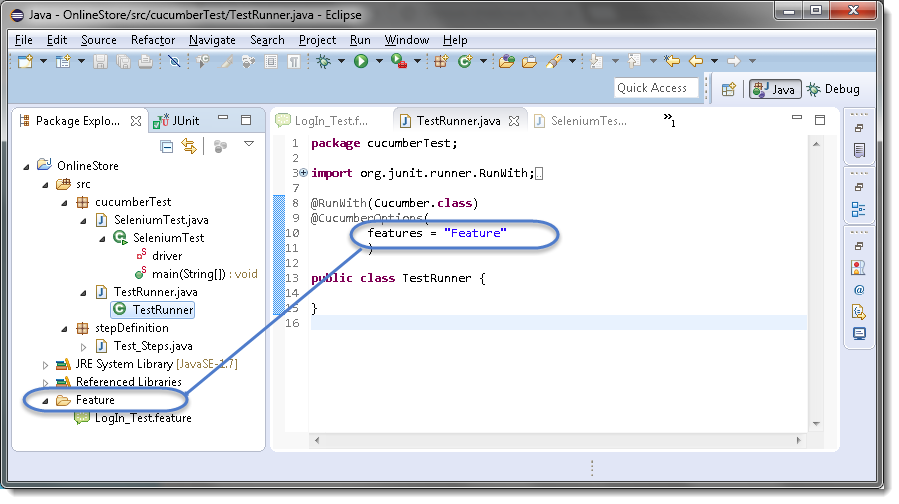 Java - OnlineStore/src/cucumberTest/TestRunner.java - Eclipse
File Edit Source Refactor Navigate Search Project Run Window Help
Quick Access
Java
Debug
Package Explo...
JUnit
OnlineStore
src
cucumberTest
SeleniumTest.java
SeleniumTest
driver
main(String[]) : void
TestRunner.java
TestRunner
stepDefinition
Test_Steps.java
JRE System Library [JavaSE-1.7]
Referenced Libraries
Feature
LogIn_Test.feature
LogIn_Test.f...
TestRunner.java
SeleniumTes...
»1
1 package cucumberTest;
2
3 import org.junit.runner.RunWith;
7
8 @RunWith(Cucumber.class)
9 @CucumberOptions(
10 features = "Feature"
11 )
12
13 public class TestRunner {
14
15 }
16